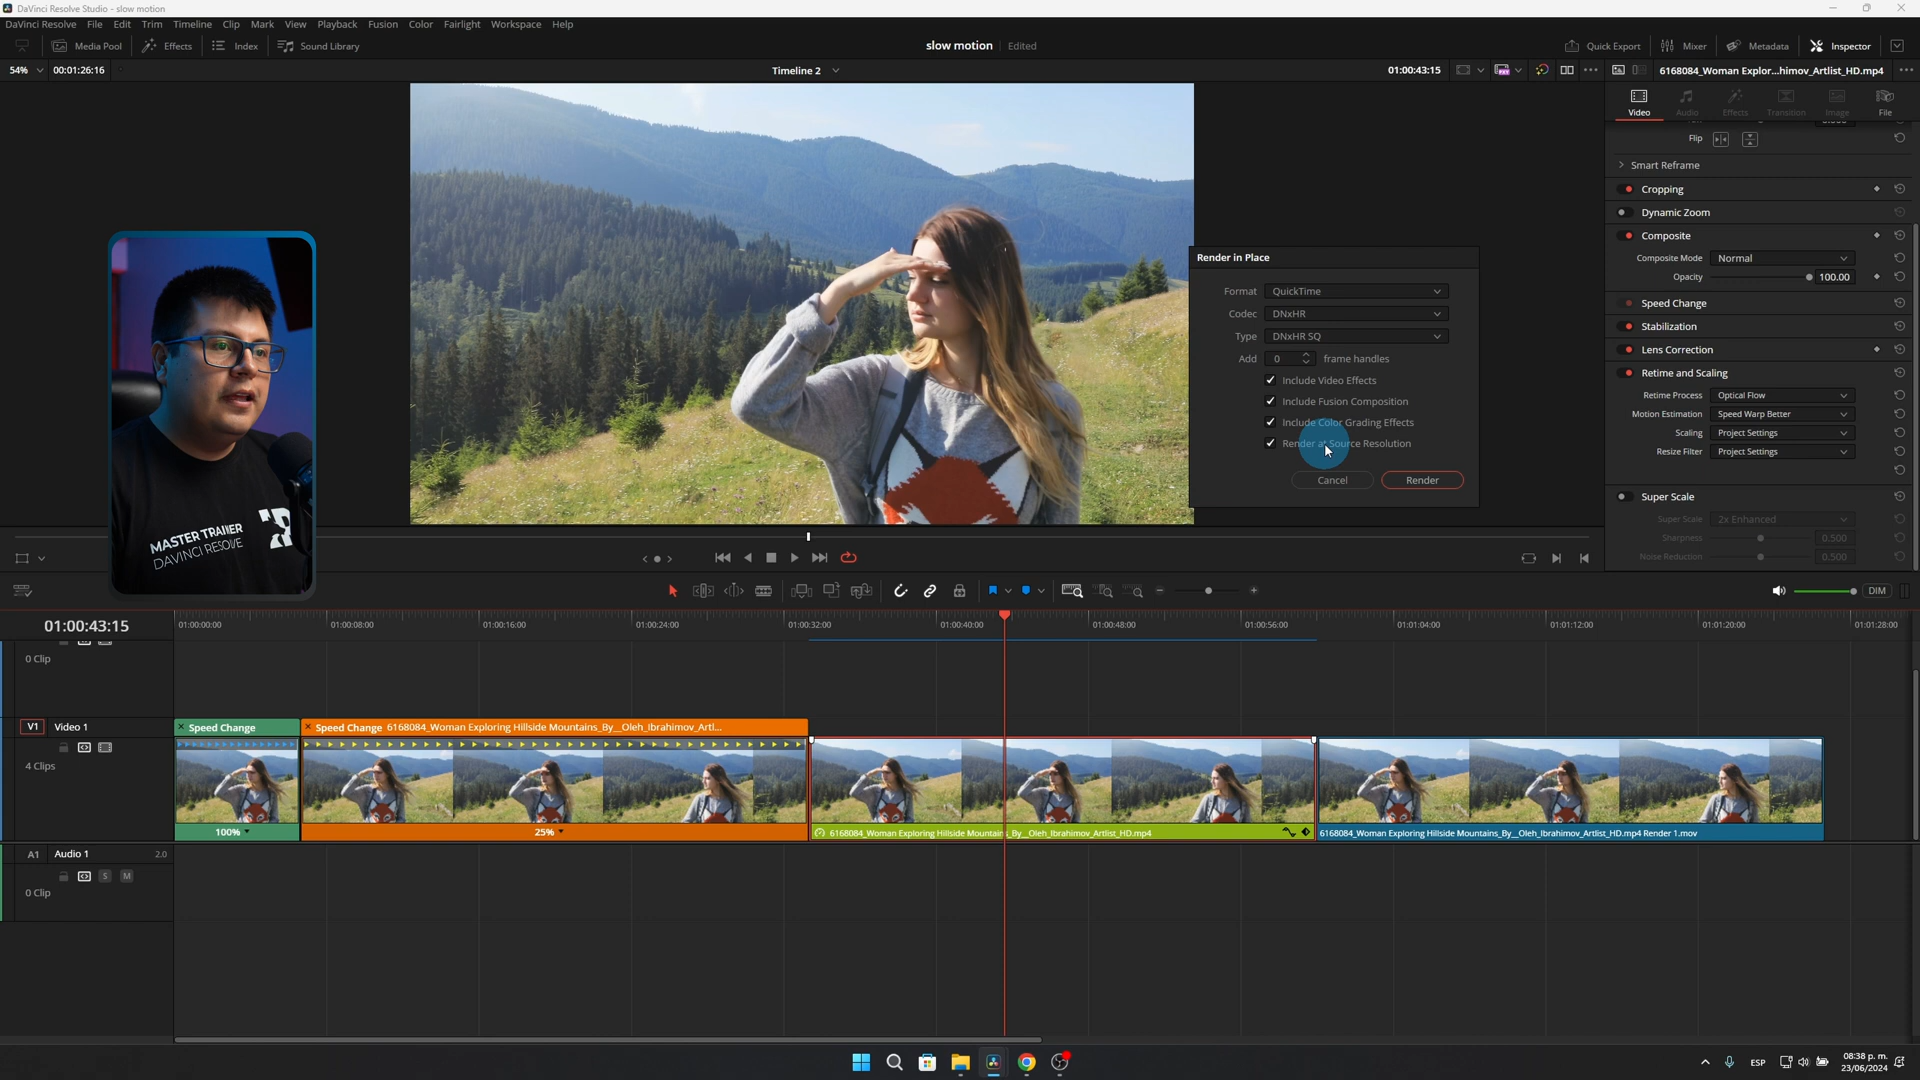 DaVinci Resolve Studio - slow motion
DaVinci Resolve File Edit Trim Timeline Clip Mark View Playback Fusion Color Fairlight Workspace Help
Media Pool Effects Index Sound Library slow motion Edited Quick Export Mixer Metadata Inspector
54% 00:01:26:16 Timeline 2 01:00:43:15 6168084_Woman Explor...himov_Artlist_HD.mp4
Video Audio Effects Transition Image File
Flip
Smart Reframe
Cropping
Dynamic Zoom
Composite
Composite Mode Normal
Opacity 100.00
Speed Change
Stabilization
Lens Correction
Retime and Scaling
Retime Process Optical Flow
Motion Estimation Speed Warp Better
Scaling Project Settings
Resize Filter Project Settings
Super Scale
Super Scale 2x Enhanced
Sharpness 0.500
Noise Reduction 0.500
Render in Place
Format QuickTime
Codec DNxHR
Type DNxHR SQ
Add 0 frame handles
Include Video Effects
Include Fusion Composition
Include Color Grading Effects
Render at Source Resolution
Cancel Render
MASTER TRAINER
DAVINCI RESOLVE
DIM
01:00:43:15 01:00:00:00 01:00:08:00 01:00:16:00 01:00:24:00 01:00:32:00 01:00:40:00 01:00:48:00 01:00:56:00 01:01:04:00 01:01:12:00 01:01:20:00 01:01:28:00
0 Clip
V1 Video 1 Speed Change Speed Change 6168084_Woman Exploring Hillside Mountains_By__Oleh_Ibrahimov_Artl...
4 Clips
100% 25% 6168084_Woman Exploring Hillside Mountains_By__Oleh_Ibrahimov_Artlist_HD.mp4 6168084_Woman Exploring Hillside Mountains_By__Oleh_Ibrahimov_Artlist_HD.mp4 Render 1.mov
A1 Audio 1 2.0
S M
0 Clip
ESP 08:38 p. m.
23/06/2024